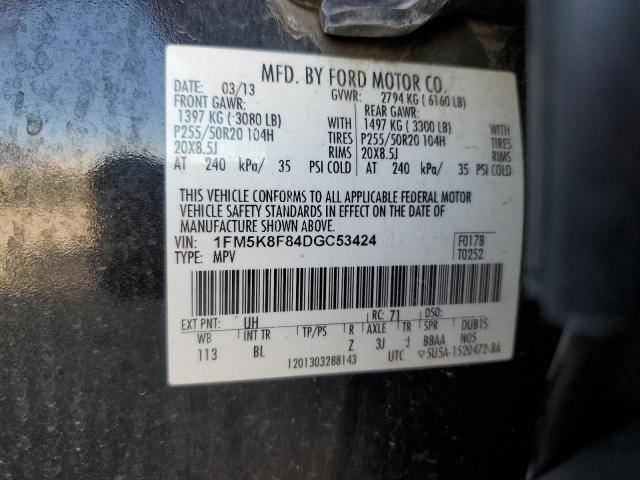 MFD. BY FORD MOTOR CO.
DATE: 03/13 GVWR: 2794 KG ( 6160 LB)
FRONT GAWR: REAR GAWR:
1397 KG ( 3080 LB) WITH 1497 KG ( 3300 LB) WITH
P255/50R20 104H TIRES P255/50R20 104H TIRES
20X8.5J RIMS 20X8.5J RIMS
AT 240 kPa/ 35 PSI COLD AT 240 kPa/ 35 PSI COLD
THIS VEHICLE CONFORMS TO ALL APPLICABLE FEDERAL MOTOR
VEHICLE SAFETY STANDARDS IN EFFECT ON THE DATE OF
MANUFACTURE SHOWN ABOVE.
VIN: 1FM5K8F84DGC53424 F0178
TYPE: MPV T0252
EXT PNT: UH RC: 71 DSO:
WB INT TR TP/PS R AXLE TR SPR DUBTS
113 BL Z 3J J BBAA N05
1201303288143 UTC ▽5U5A-1520472-BA